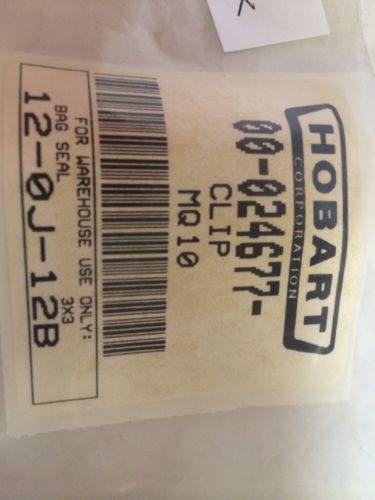 HOBART
CORPORATION
00-024677-
CLIP
MQ10
FOR WAREHOUSE USE ONLY:
BAG SEAL 3X3
12-0J-12B